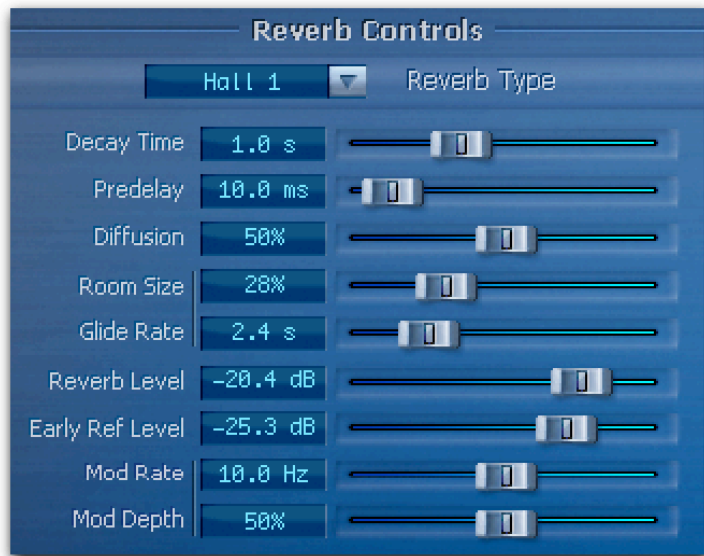 Reverb Controls
Hall 1 Reverb Type
Decay Time 1.0 s
Predelay 10.0 ms
Diffusion 50%
Room Size 28%
Glide Rate 2.4 s
Reverb Level -20.4 dB
Early Ref Level -25.3 dB
Mod Rate 10.0 Hz
Mod Depth 50%